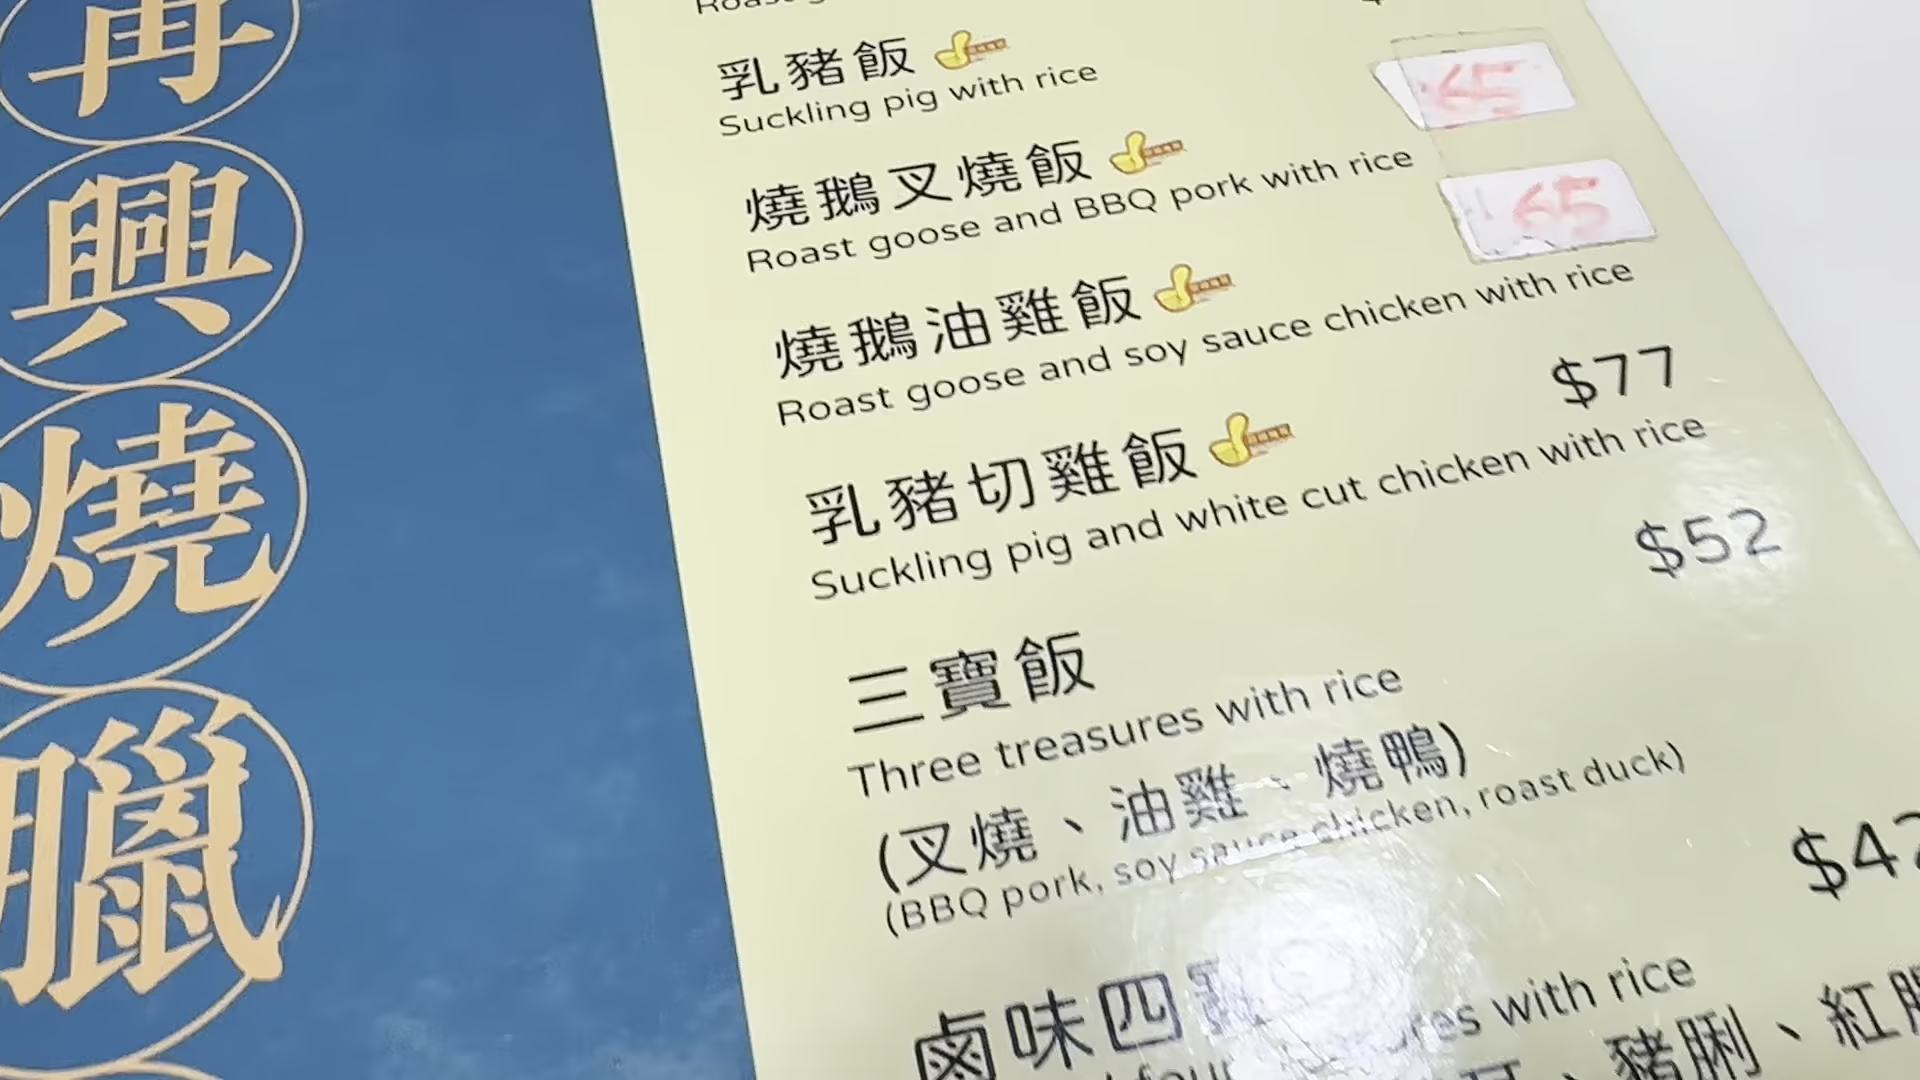 再
興
燒
臘
Roast
乳豬飯
Suckling pig with rice
65
燒鵝叉燒飯
Roast goose and BBQ pork with rice
65
燒鵝油雞飯
Roast goose and soy sauce chicken with rice
$77
乳豬切雞飯
Suckling pig and white cut chicken with rice
$52
三寶飯
Three treasures with rice
(叉燒、油雞、燒鴨)
(BBQ pork, soy sauce chicken, roast duck)
$42
鹵味四
with rice
、豬脷、紅